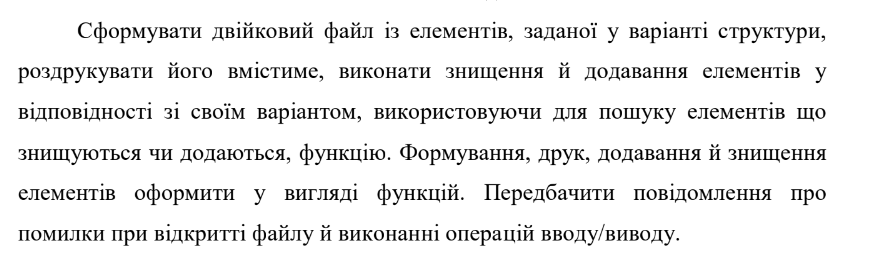 Сформувати двійковий файл із елементів, заданої у варіанті структури,
роздрукувати його вмістиме, виконати знищення й додавання елементів у
відповідності зі своїм варіантом, використовуючи для пошуку елементів що
знищуються чи додаються, функцію. Формування, друк, додавання й знищення
елементів оформити у вигляді функцій. Передбачити повідомлення про
помилки при відкритті файлу й виконанні операцій вводу/виводу.